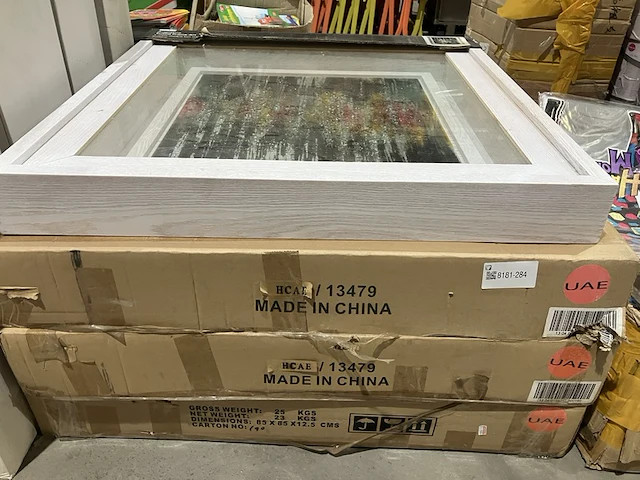 8181-284
HCAE / 13479
MADE IN CHINA
UAE
HCAE / 13479
MADE IN CHINA
UAE
GROSS WEIGHT: 25 KGS
NET WEIGHT: 23 KGS
DIMENSIONS: 85 X 85 X 12.5 CMS
CARTON NO:
UAE